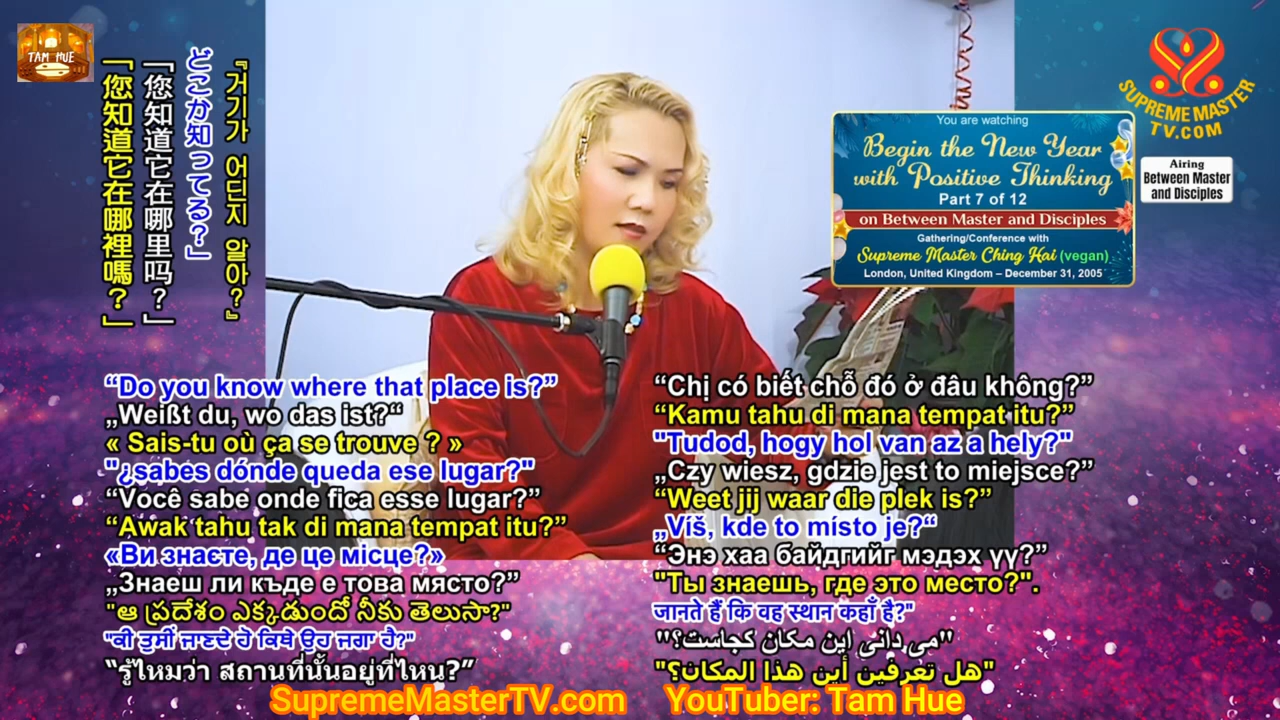 TAM HUE
「您知道它在哪裡嗎？」
「您知道它在哪里吗？」
どこか知ってる？」
『거기가 어딘지 알아？』
SUPREME MASTER
TV.COM
You are watching
Begin the New Year
with Positive Thinking
Part 7 of 12
on Between Master and Disciples
Gathering/Conference with
Supreme Master Ching Hai (vegan)
London, United Kingdom – December 31, 2005
Airing
Between Master
and Disciples
“Do you know where that place is?”
„Weißt du, wo das ist?“
« Sais-tu où ça se trouve ? »
"¿sabes dónde queda ese lugar?"
“Você sabe onde fica esse lugar?”
“Awak tahu tak di mana tempat itu?”
«Ви знаєте, де це місце?»
„Знаеш ли къде е това място?”
"ఆ ప్రదేశం ఎక్కడుందో నీకు తెలుసా?"
"ਕੀ ਤੁਸੀਂ ਜਾਣਦੇ ਹੋ ਕਿਥੇ ਉਹ ਜਗਾ ਹੈ?"
“รู้ไหมว่า สถานที่นั้นอยู่ที่ไหน?”
“Chị có biết chỗ đó ở đâu không?”
“Kamu tahu di mana tempat itu?”
"Tudod, hogy hol van az a hely?"
„Czy wiesz, gdzie jest to miejsce?”
“Weet jij waar die plek is?”
„Víš, kde to místo je?“
“Энэ хаа байдгийг мэдэх үү?”
"Ты знаешь, где это место?".
जानते हैं कि वह स्थान कहाँ है?"
"می دانی این مکان کجاست؟"
"هل تعرفين أين هذا المكان؟"
SupremeMasterTV.com
YouTuber: Tam Hue